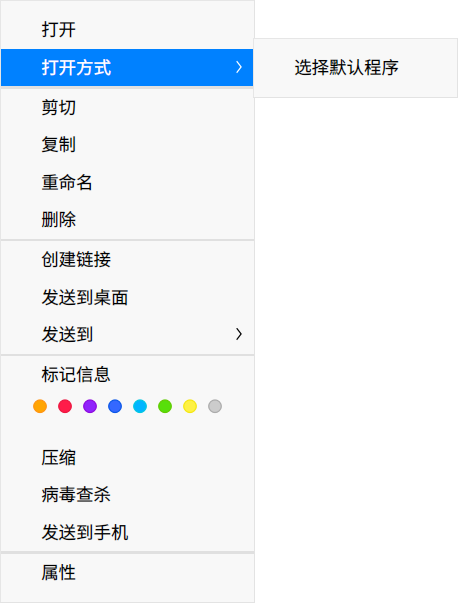 打开
打开方式
选择默认程序
剪切
复制
重命名
删除
创建链接
发送到桌面
发送到
标记信息
压缩
病毒查杀
发送到手机
属性